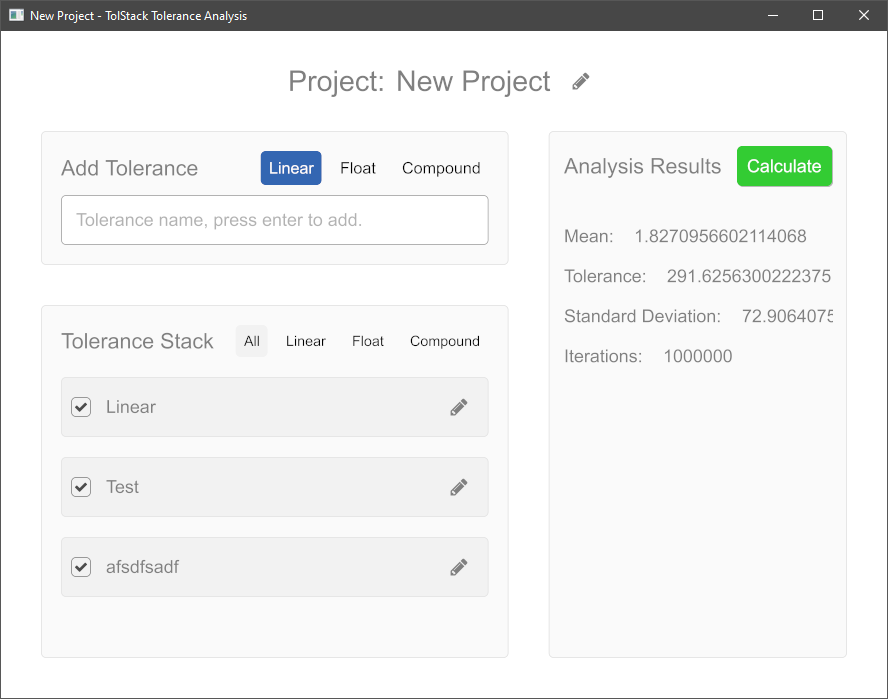 New Project - TolStack Tolerance Analysis
Project: New Project
Add Tolerance Linear Float Compound
Tolerance name, press enter to add.
Tolerance Stack All Linear Float Compound
Linear
Test
afsdfsadf
Analysis Results Calculate
Mean: 1.8270956602114068
Tolerance: 291.6256300222375
Standard Deviation: 72.9064075
Iterations: 1000000